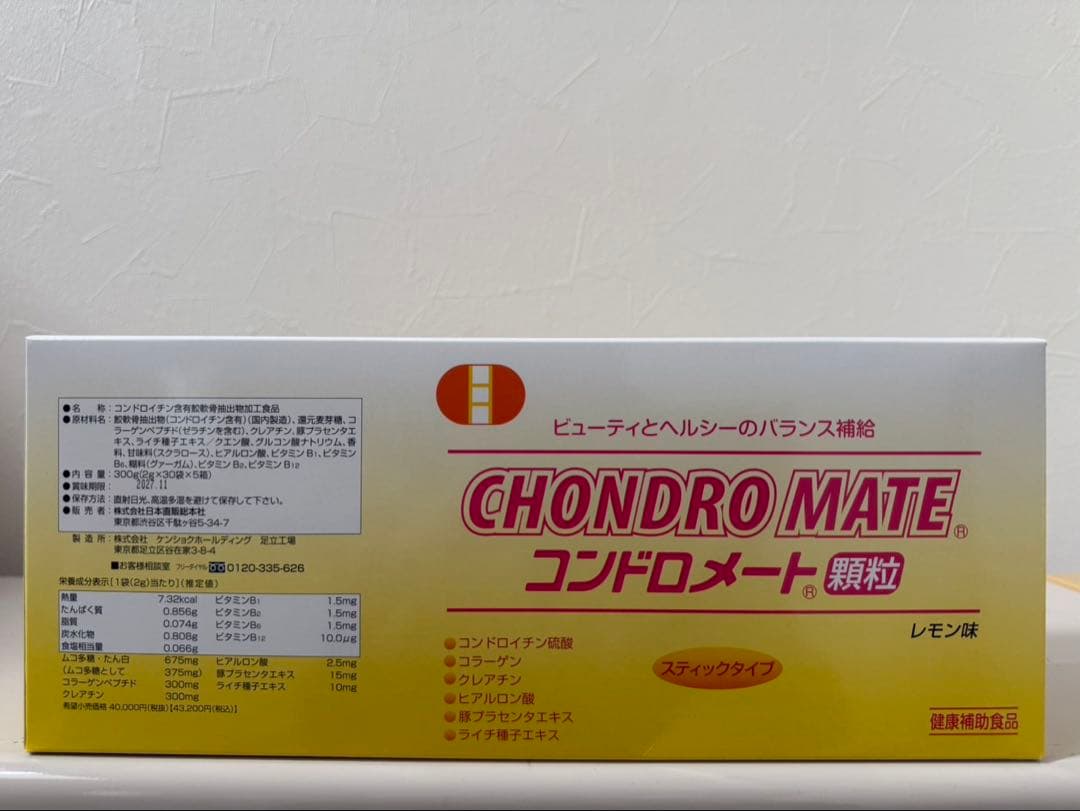 ●名　　称：コンドロイチン含有鮫軟骨抽出物加工食品
●原材料名：鮫軟骨抽出物(コンドロイチン含有)(国内製造)、還元麦芽糖、コ
ラーゲンペプチド(ゼラチンを含む)、クレアチン、豚プラセンタエ
キス、ライチ種子エキス／クエン酸、グルコン酸ナトリウム、香
料、甘味料(スクラロース)、ヒアルロン酸、ビタミンB1、ビタミン
B6、糊料(グァーガム)、ビタミンB2、ビタミンB12
●内容量：300g(2g×30袋×5箱)
●賞味期限：2027.11
●保存方法：直射日光、高温多湿を避けて保存して下さい。
●販売者：株式会社日本直販総本社
東京都渋谷区千駄ヶ谷5-34-7
製造所：株式会社 ケンショクホールディング 足立工場
東京都足立区谷在家3-8-4
■お客様相談室 フリーダイヤル 0120-335-626
栄養成分表示[1袋(2g)当たり](推定値)
熱量 7.32kcal ビタミンB1 1.5mg
たんぱく質 0.856g ビタミンB2 1.5mg
脂質 0.074g ビタミンB6 1.5mg
炭水化物 0.808g ビタミンB12 10.0μg
食塩相当量 0.066g
ムコ多糖・たん白 675mg ヒアルロン酸 2.5mg
(ムコ多糖として 375mg) 豚プラセンタエキス 15mg
コラーゲンペプチド 300mg ライチ種子エキス 10mg
クレアチン 300mg
希望小売価格 40,000円(税抜)[43,200円(税込)]
ビューティとヘルシーのバランス補給
CHONDRO MATE®
コンドロメート® 顆粒
レモン味
●コンドロイチン硫酸
●コラーゲン
●クレアチン
●ヒアルロン酸
●豚プラセンタエキス
●ライチ種子エキス
スティックタイプ
健康補助食品